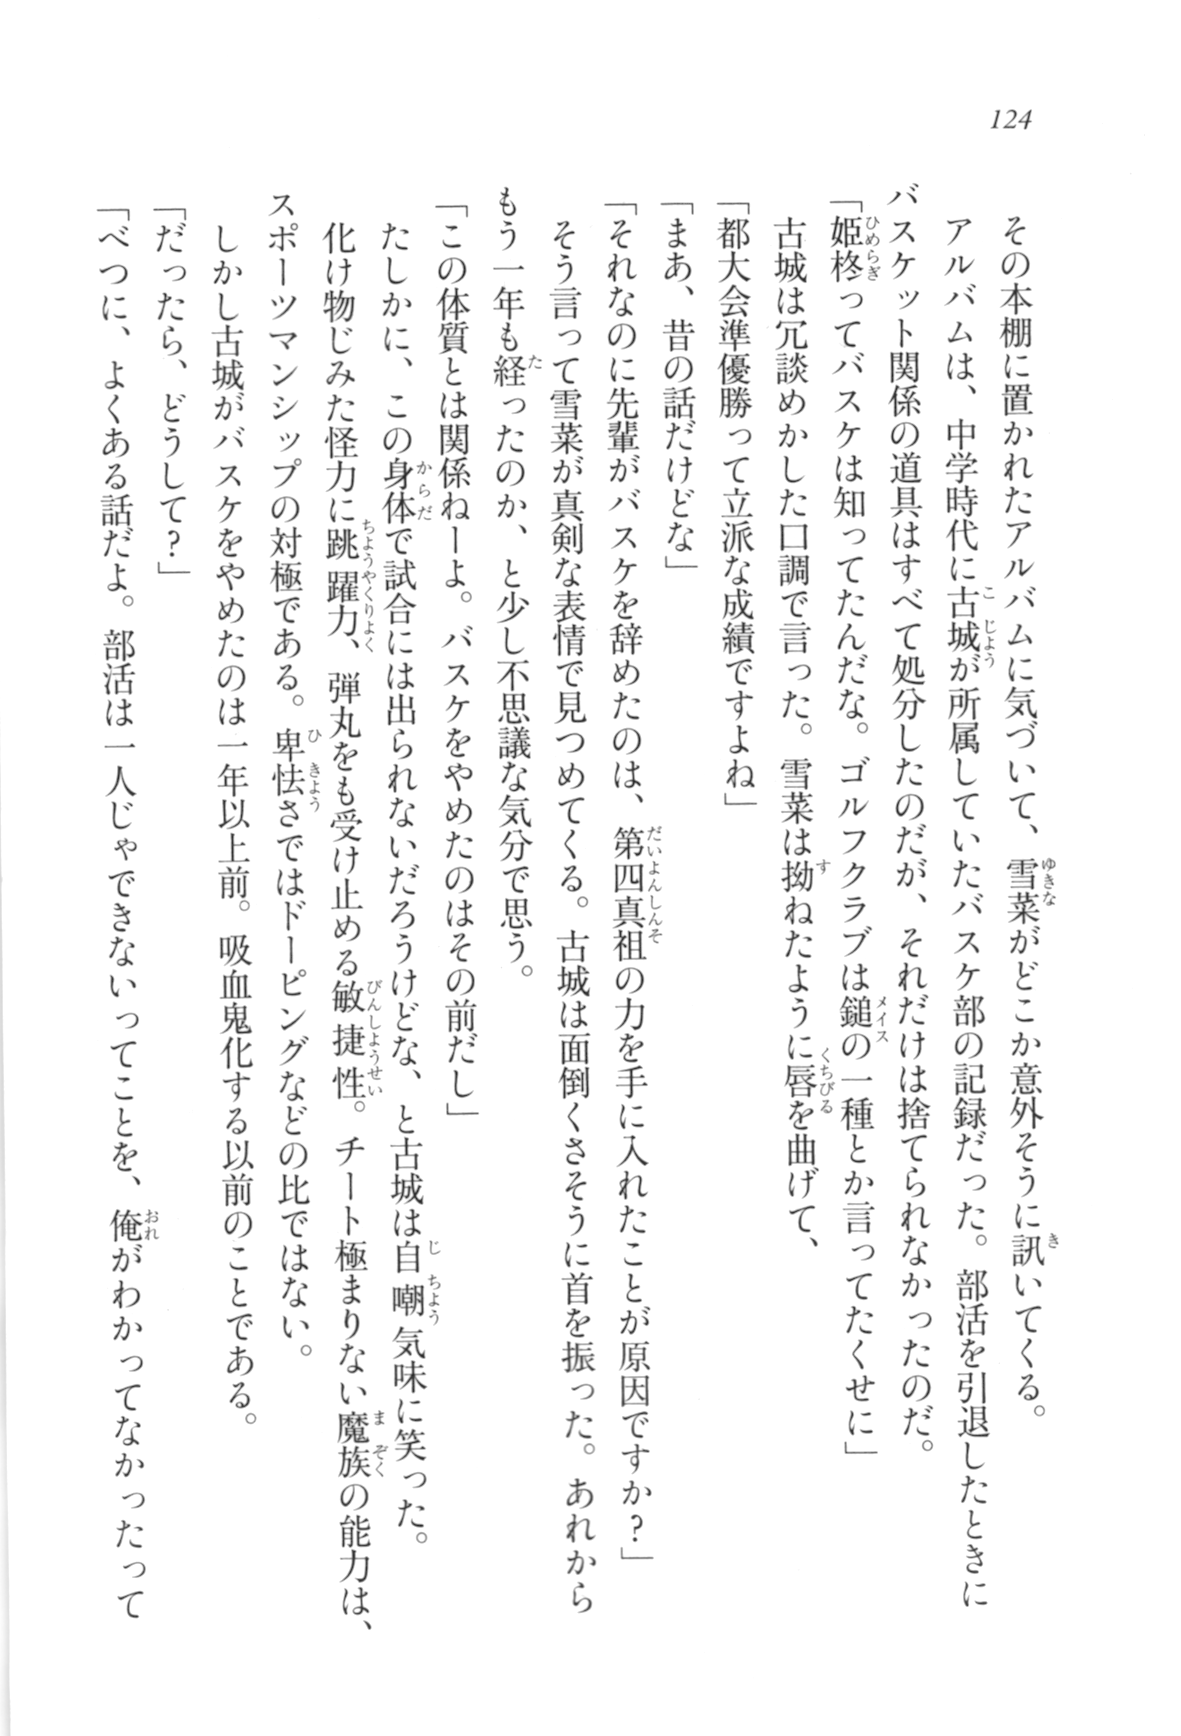 124
その本棚に置かれたアルバムに気づいて、雪菜がどこか意外そうに訊いてくる。
アルバムは、中学時代に古城が所属していたバスケ部の記録だった。部活を引退したときに
バスケット関係の道具はすべて処分したのだが、それだけは捨てられなかったのだ。
「姫柊ってバスケは知ってたんだな。ゴルフクラブは鎚の一種とか言ってたくせに」
古城は冗談めかした口調で言った。雪菜は拗ねたように唇を曲げて、
「都大会準優勝って立派な成績ですよね」
「まあ、昔の話だけどな」
「それなのに先輩がバスケを辞めたのは、第四真祖の力を手に入れたことが原因ですか？」
そう言って雪菜が真剣な表情で見つめてくる。古城は面倒くさそうに首を振った。あれから
もう一年も経ったのか、と少し不思議な気分で思う。
「この体質とは関係ねーよ。バスケをやめたのはその前だし」
たしかに、この身体で試合には出られないだろうけどな、と古城は自嘲気味に笑った。
化け物じみた怪力に跳躍力、弾丸をも受け止める敏捷性。チート極まりない魔族の能力は、
スポーツマンシップの対極である。卑怯さではドーピングなどの比ではない。
しかし古城がバスケをやめたのは一年以上前。吸血鬼化する以前のことである。
「だったら、どうして？」
「べつに、よくある話だよ。部活は一人じゃできないってことを、俺がわかってなかったって